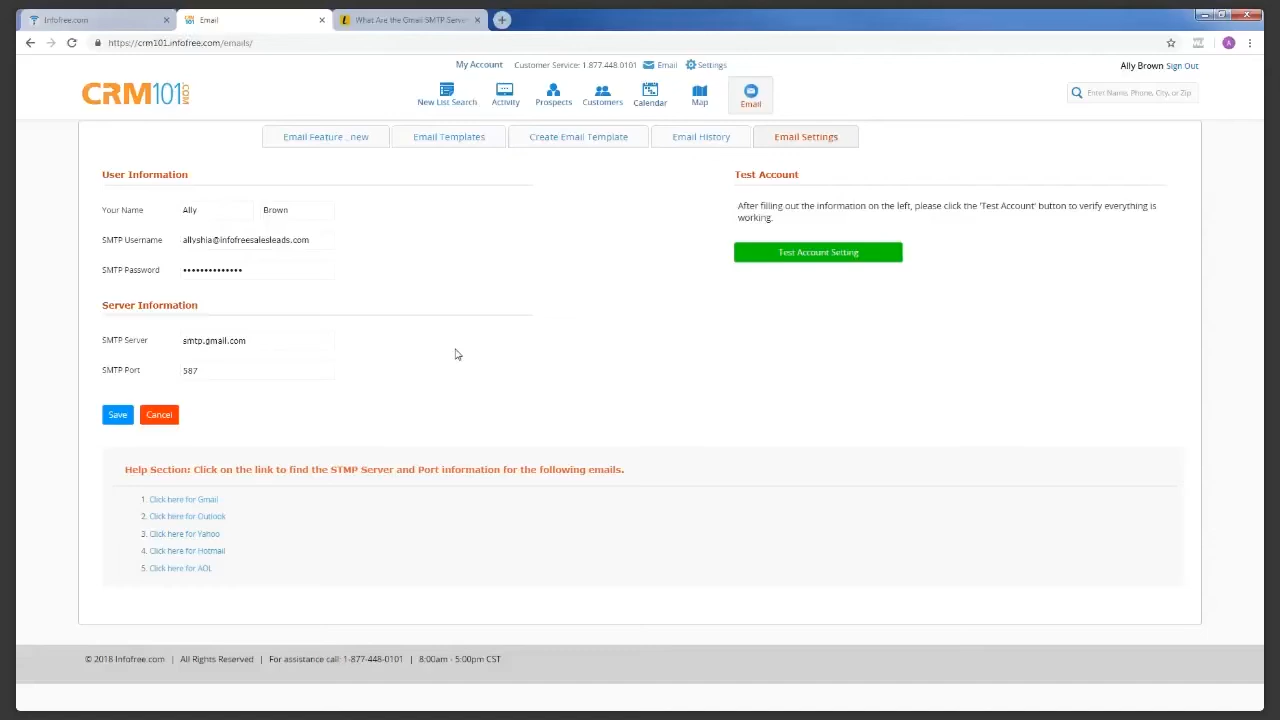 Infofree.com
Email
What Are the Gmail SMTP Server
https://crm101.infofree.com/emails/
My Account Customer Service: 1 877.448.0101 Email Settings
Ally Brown Sign Out
CRM101.COM
New List Search Activity Prospects Customers Calendar Map Email
Enter Name, Phone, City, or Zip
Email Feature...new Email Templates Create Email Template Email History Email Settings
User Information
Your Name Ally Brown
SMTP Username allyshia@infofreesalesleads.com
SMTP Password ••••••••••••••
Server Information
SMTP Server smtp.gmail.com
SMTP Port 587
Save Cancel
Test Account
After filling out the information on the left, please click the 'Test Account' button to verify everything is
working.
Test Account Setting
Help Section: Click on the link to find the STMP Server and Port information for the following emails.
1. Click here for Gmail
2. Click here for Outlook
3. Click here for Yahoo
4. Click here for Hotmail
5. Click here for AOL
© 2018 Infofree.com | All Rights Reserved | For assistance call: 1-877-448-0101 | 8:00am - 5:00pm CST